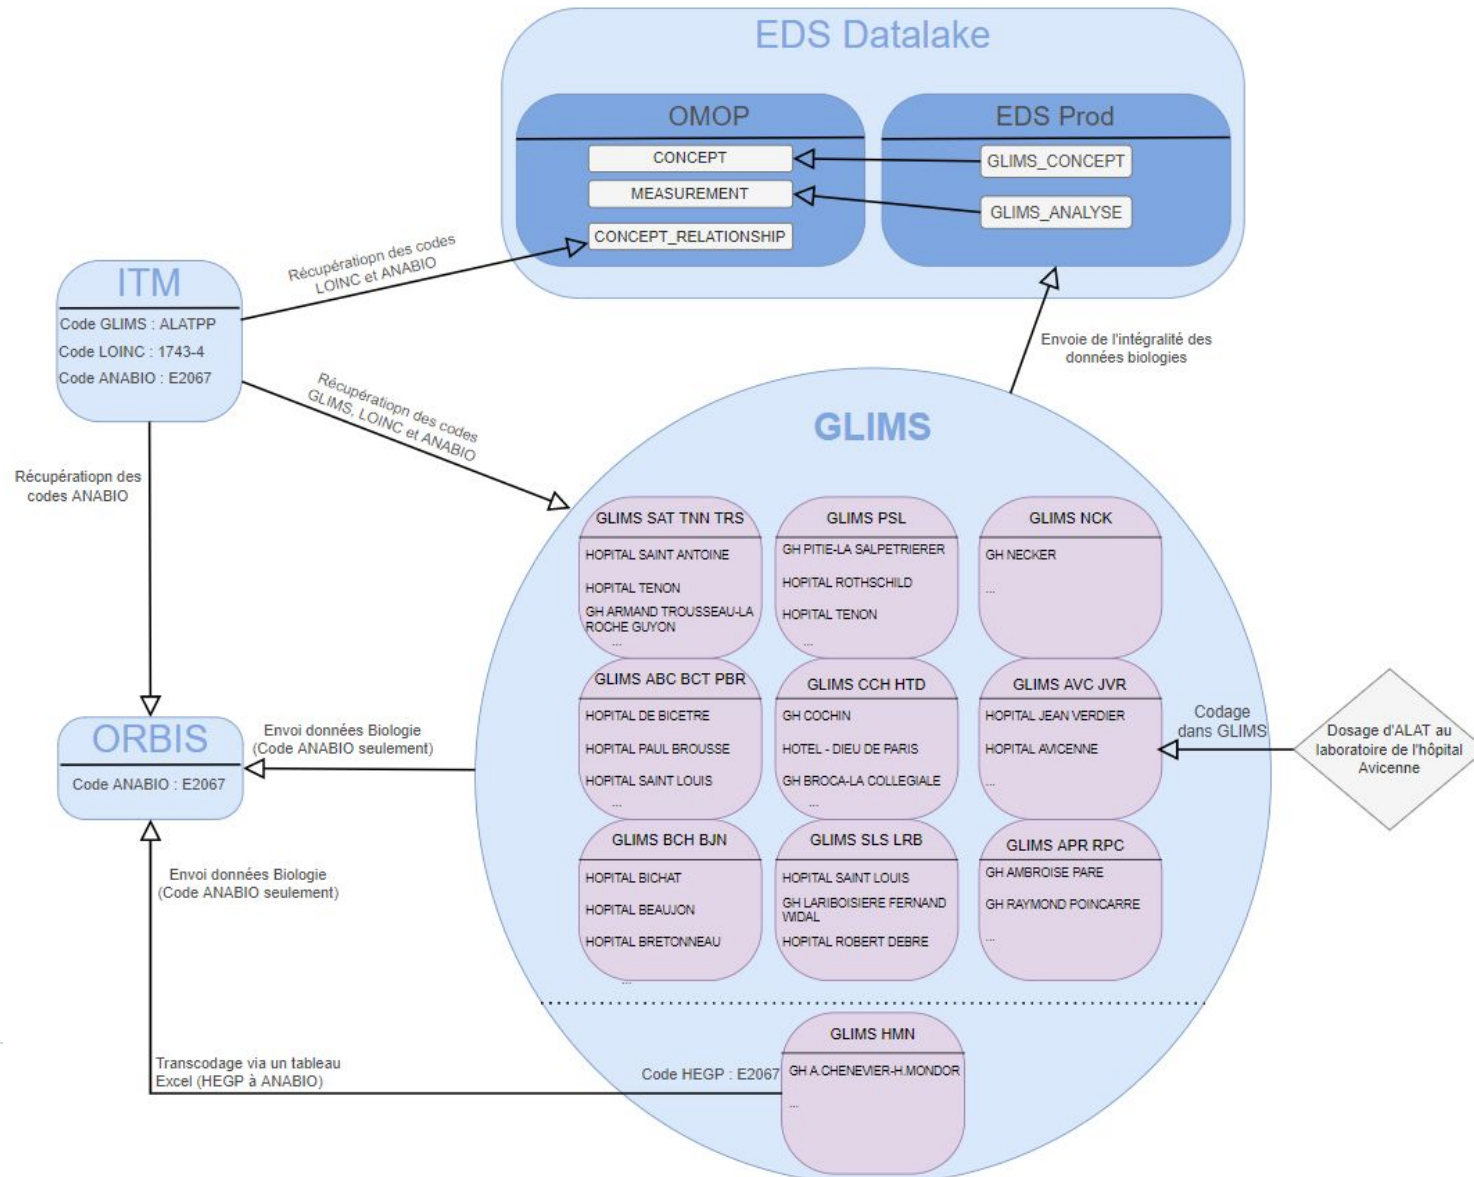 EDS Datalake
OMOP
CONCEPT
MEASUREMENT
CONCEPT_RELATIONSHIP
EDS Prod
GLIMS_CONCEPT
GLIMS_ANALYSE
Récupératiopn des codes
LOINC et ANABIO
ITM
Code GLIMS : ALATPP
Code LOINC : 1743-4
Code ANABIO : E2067
Envoie de l'intégralité des
données biologies
Récupératiopn des codes
GLIMS, LOINC et ANABIO
Récupératiopn des
codes ANABIO
GLIMS
GLIMS SAT TNN TRS
HOPITAL SAINT ANTOINE
HOPITAL TENON
GH ARMAND TROUSSEAU-LA
ROCHE GUYON
...
GLIMS PSL
GH PITIE-LA SALPETRIERER
HOPITAL ROTHSCHILD
HOPITAL TENON
...
GLIMS NCK
GH NECKER
...
GLIMS ABC BCT PBR
HOPITAL DE BICETRE
HOPITAL PAUL BROUSSE
HOPITAL SAINT LOUIS
...
GLIMS CCH HTD
GH COCHIN
HOTEL - DIEU DE PARIS
GH BROCA-LA COLLEGIALE
...
GLIMS AVC JVR
HOPITAL JEAN VERDIER
HOPITAL AVICENNE
...
Codage
dans GLIMS
Dosage d'ALAT au
laboratoire de l'hôpital
Avicenne
ORBIS
Code ANABIO : E2067
Envoi données Biologie
(Code ANABIO seulement)
GLIMS BCH BJN
HOPITAL BICHAT
HOPITAL BEAUJON
HOPITAL BRETONNEAU
...
GLIMS SLS LRB
HOPITAL SAINT LOUIS
GH LARIBOISIERE FERNAND
WIDAL
HOPITAL ROBERT DEBRE
GLIMS APR RPC
GH AMBROISE PARE
GH RAYMOND POINCARRE
...
Envoi données Biologie
(Code ANABIO seulement)
Transcodage via un tableau
Excel (HEGP à ANABIO)
Code HEGP : E2067
GLIMS HMN
GH A.CHENEVIER-H.MONDOR
...